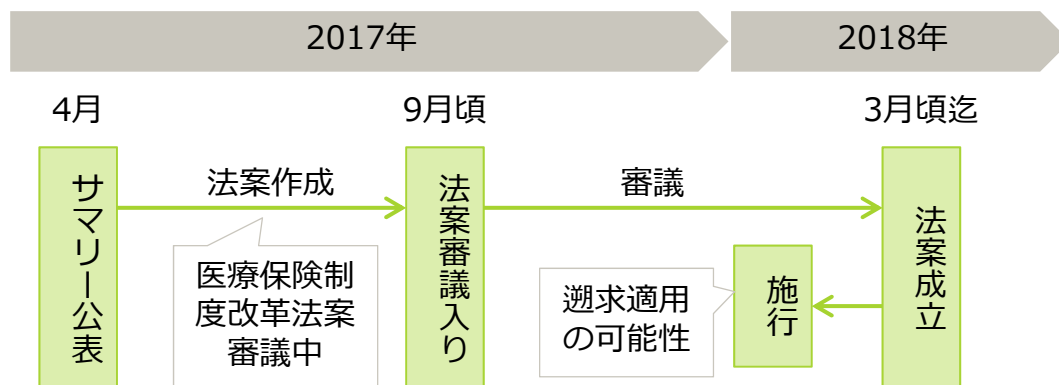 2017年
2018年
4月
9月頃
3月頃迄
サマリー公表
法案作成
医療保険制
度改革法案
審議中
法案審議入り
審議
遡求適用
の可能性
施行
法案成立